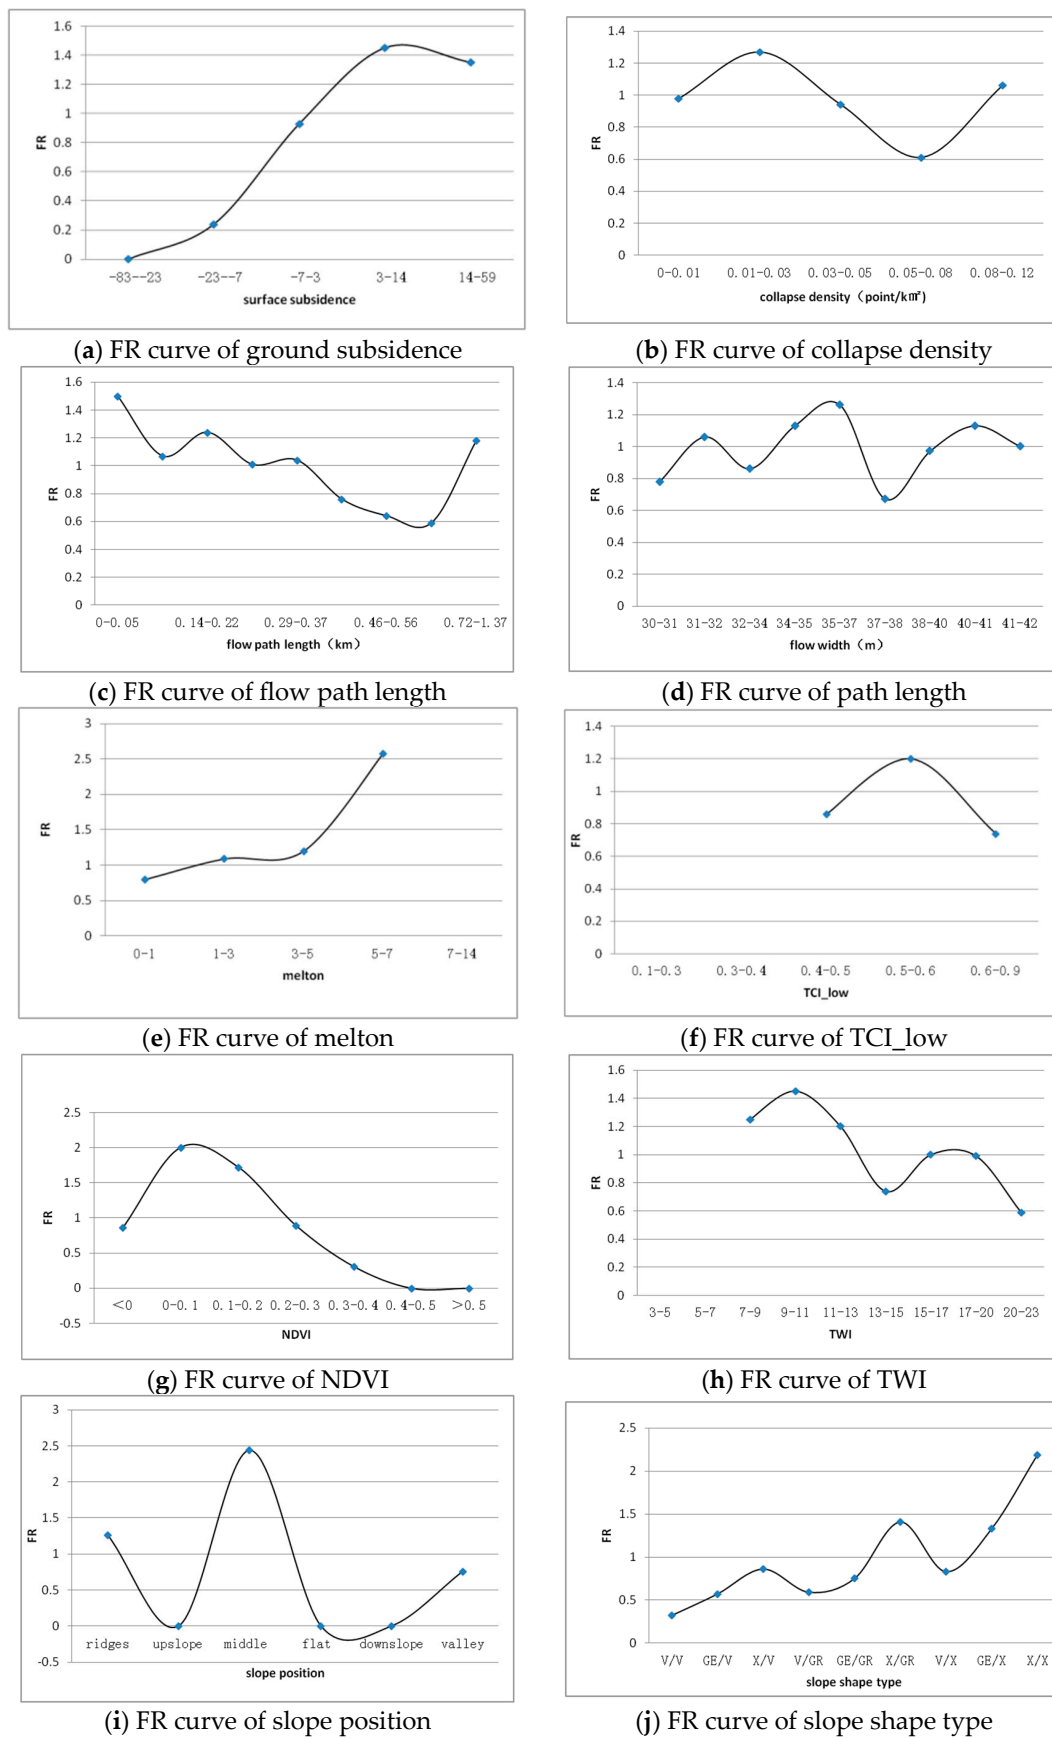 1.6
1.4
1.2
1
0.8
0.6
0.4
0.2
0
FR
-83--23 -23--7 -7-3 3-14 14-59
surface subsidence
(a) FR curve of ground subsidence
1.4
1.2
1
0.8
0.6
0.4
0.2
0
FR
0-0.01 0.01-0.03 0.03-0.05 0.05-0.08 0.08-0.12
collapse density（point/k㎡）
(b) FR curve of collapse density
1.6
1.4
1.2
1
0.8
0.6
0.4
0.2
0
FR
0-0.05 0.14-0.22 0.29-0.37 0.46-0.56 0.72-1.37
flow path length（km）
(c) FR curve of flow path length
1.4
1.2
1
0.8
0.6
0.4
0.2
0
FR
30-31 31-32 32-34 34-35 35-37 37-38 38-40 40-41 41-42
flow width（m）
(d) FR curve of path length
3
2.5
2
1.5
1
0.5
0
FR
0-1 1-3 3-5 5-7 7-14
melton
(e) FR curve of melton
1.4
1.2
1
0.8
0.6
0.4
0.2
0
FR
0.1-0.3 0.3-0.4 0.4-0.5 0.5-0.6 0.6-0.9
TCI_low
(f) FR curve of TCI_low
2.5
2
1.5
1
0.5
0
-0.5
FR
＜0 0-0.1 0.1-0.2 0.2-0.3 0.3-0.4 0.4-0.5 ＞0.5
NDVI
(g) FR curve of NDVI
1.6
1.4
1.2
1
0.8
0.6
0.4
0.2
0
FR
3-5 5-7 7-9 9-11 11-13 13-15 15-17 17-20 20-23
TWI
(h) FR curve of TWI
3
2.5
2
1.5
1
0.5
0
-0.5
FR
ridges upslope middle flat downslope valley
slope position
(i) FR curve of slope position
2.5
2
1.5
1
0.5
0
FR
V/V GE/V X/V V/GR GE/GR X/GR V/X GE/X X/X
slope shape type
(j) FR curve of slope shape type